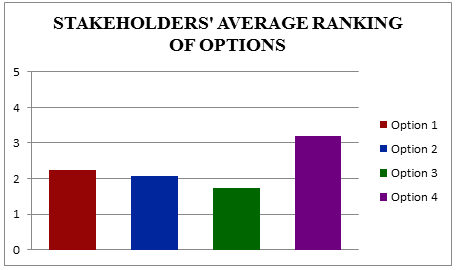 STAKEHOLDERS' AVERAGE RANKING
OF OPTIONS
5
4
3
2
1
0
Option 1
Option 2
Option 3
Option 4